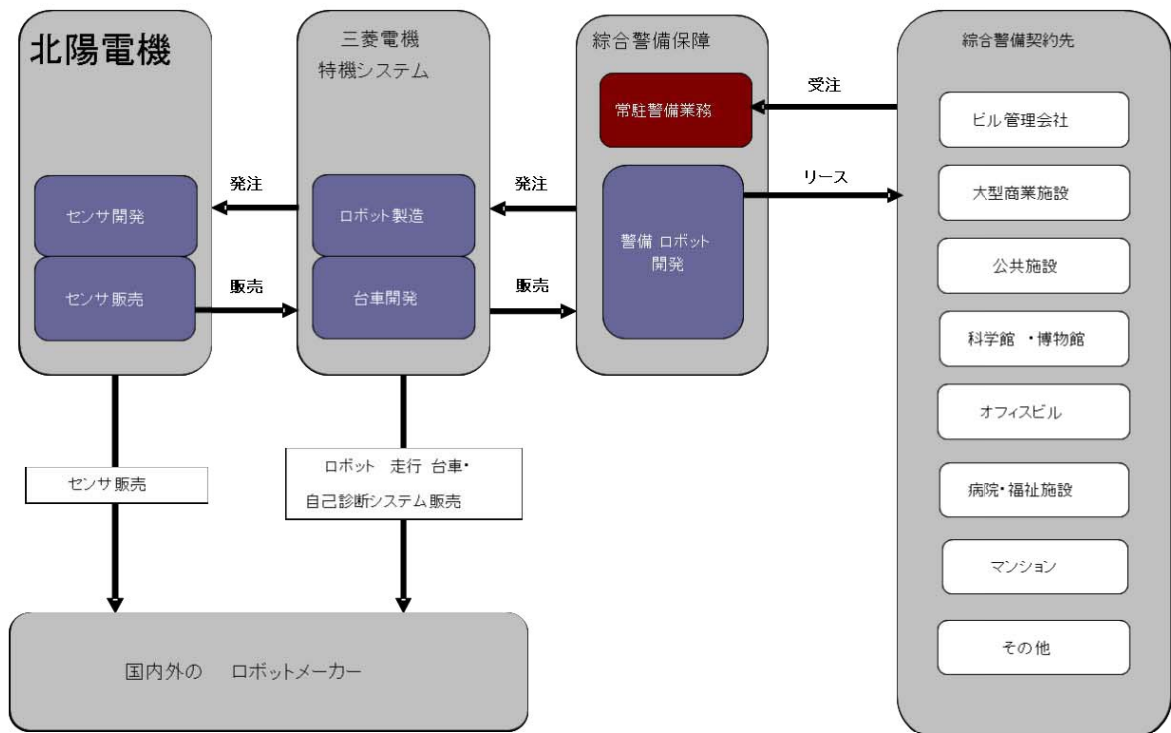 北陽電機
センサ開発
センサ販売
発注
販売
三菱電機
特機システム
ロボット製造
台車開発
発注
販売
綜合警備保障
常駐警備業務
警備 ロボット
開発
受注
リース
綜合警備契約先
ビル管理会社
大型商業施設
公共施設
科学館 ・博物館
オフィスビル
病院・福祉施設
マンション
その他
センサ販売
ロボット 走行 台車・
自己診断システム販売
国内外の ロボットメーカー